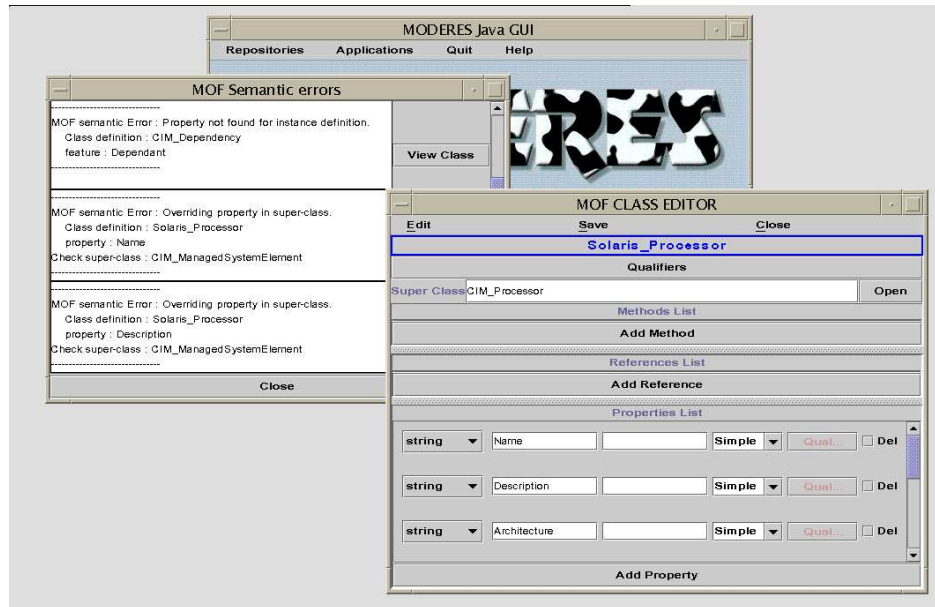 MODERES Java GUI
Repositories Applications Quit Help
ERES
MOF Semantic errors
-------------------------------
MOF semantic Error : Property not found for instance definition.
Class definition : CIM_Dependency
feature : Dependant
-------------------------------
View Class
-------------------------------
MOF semantic Error : Overriding property in super-class.
Class definition : Solaris_Processor
property : Name
Check super-class : CIM_ManagedSystemElement
-------------------------------
-------------------------------
MOF semantic Error : Overriding property in super-class.
Class definition : Solaris_Processor
property : Description
Check super-class : CIM_ManagedSystemElement
-------------------------------
Close
MOF CLASS EDITOR
Edit Save Close
Solaris_Processor
Qualifiers
Super Class CIM_Processor Open
Methods List
Add Method
References List
Add Reference
Properties List
string Name Simple Qual... Del
string Description Simple Qual... Del
string Architecture Simple Qual... Del
Add Property